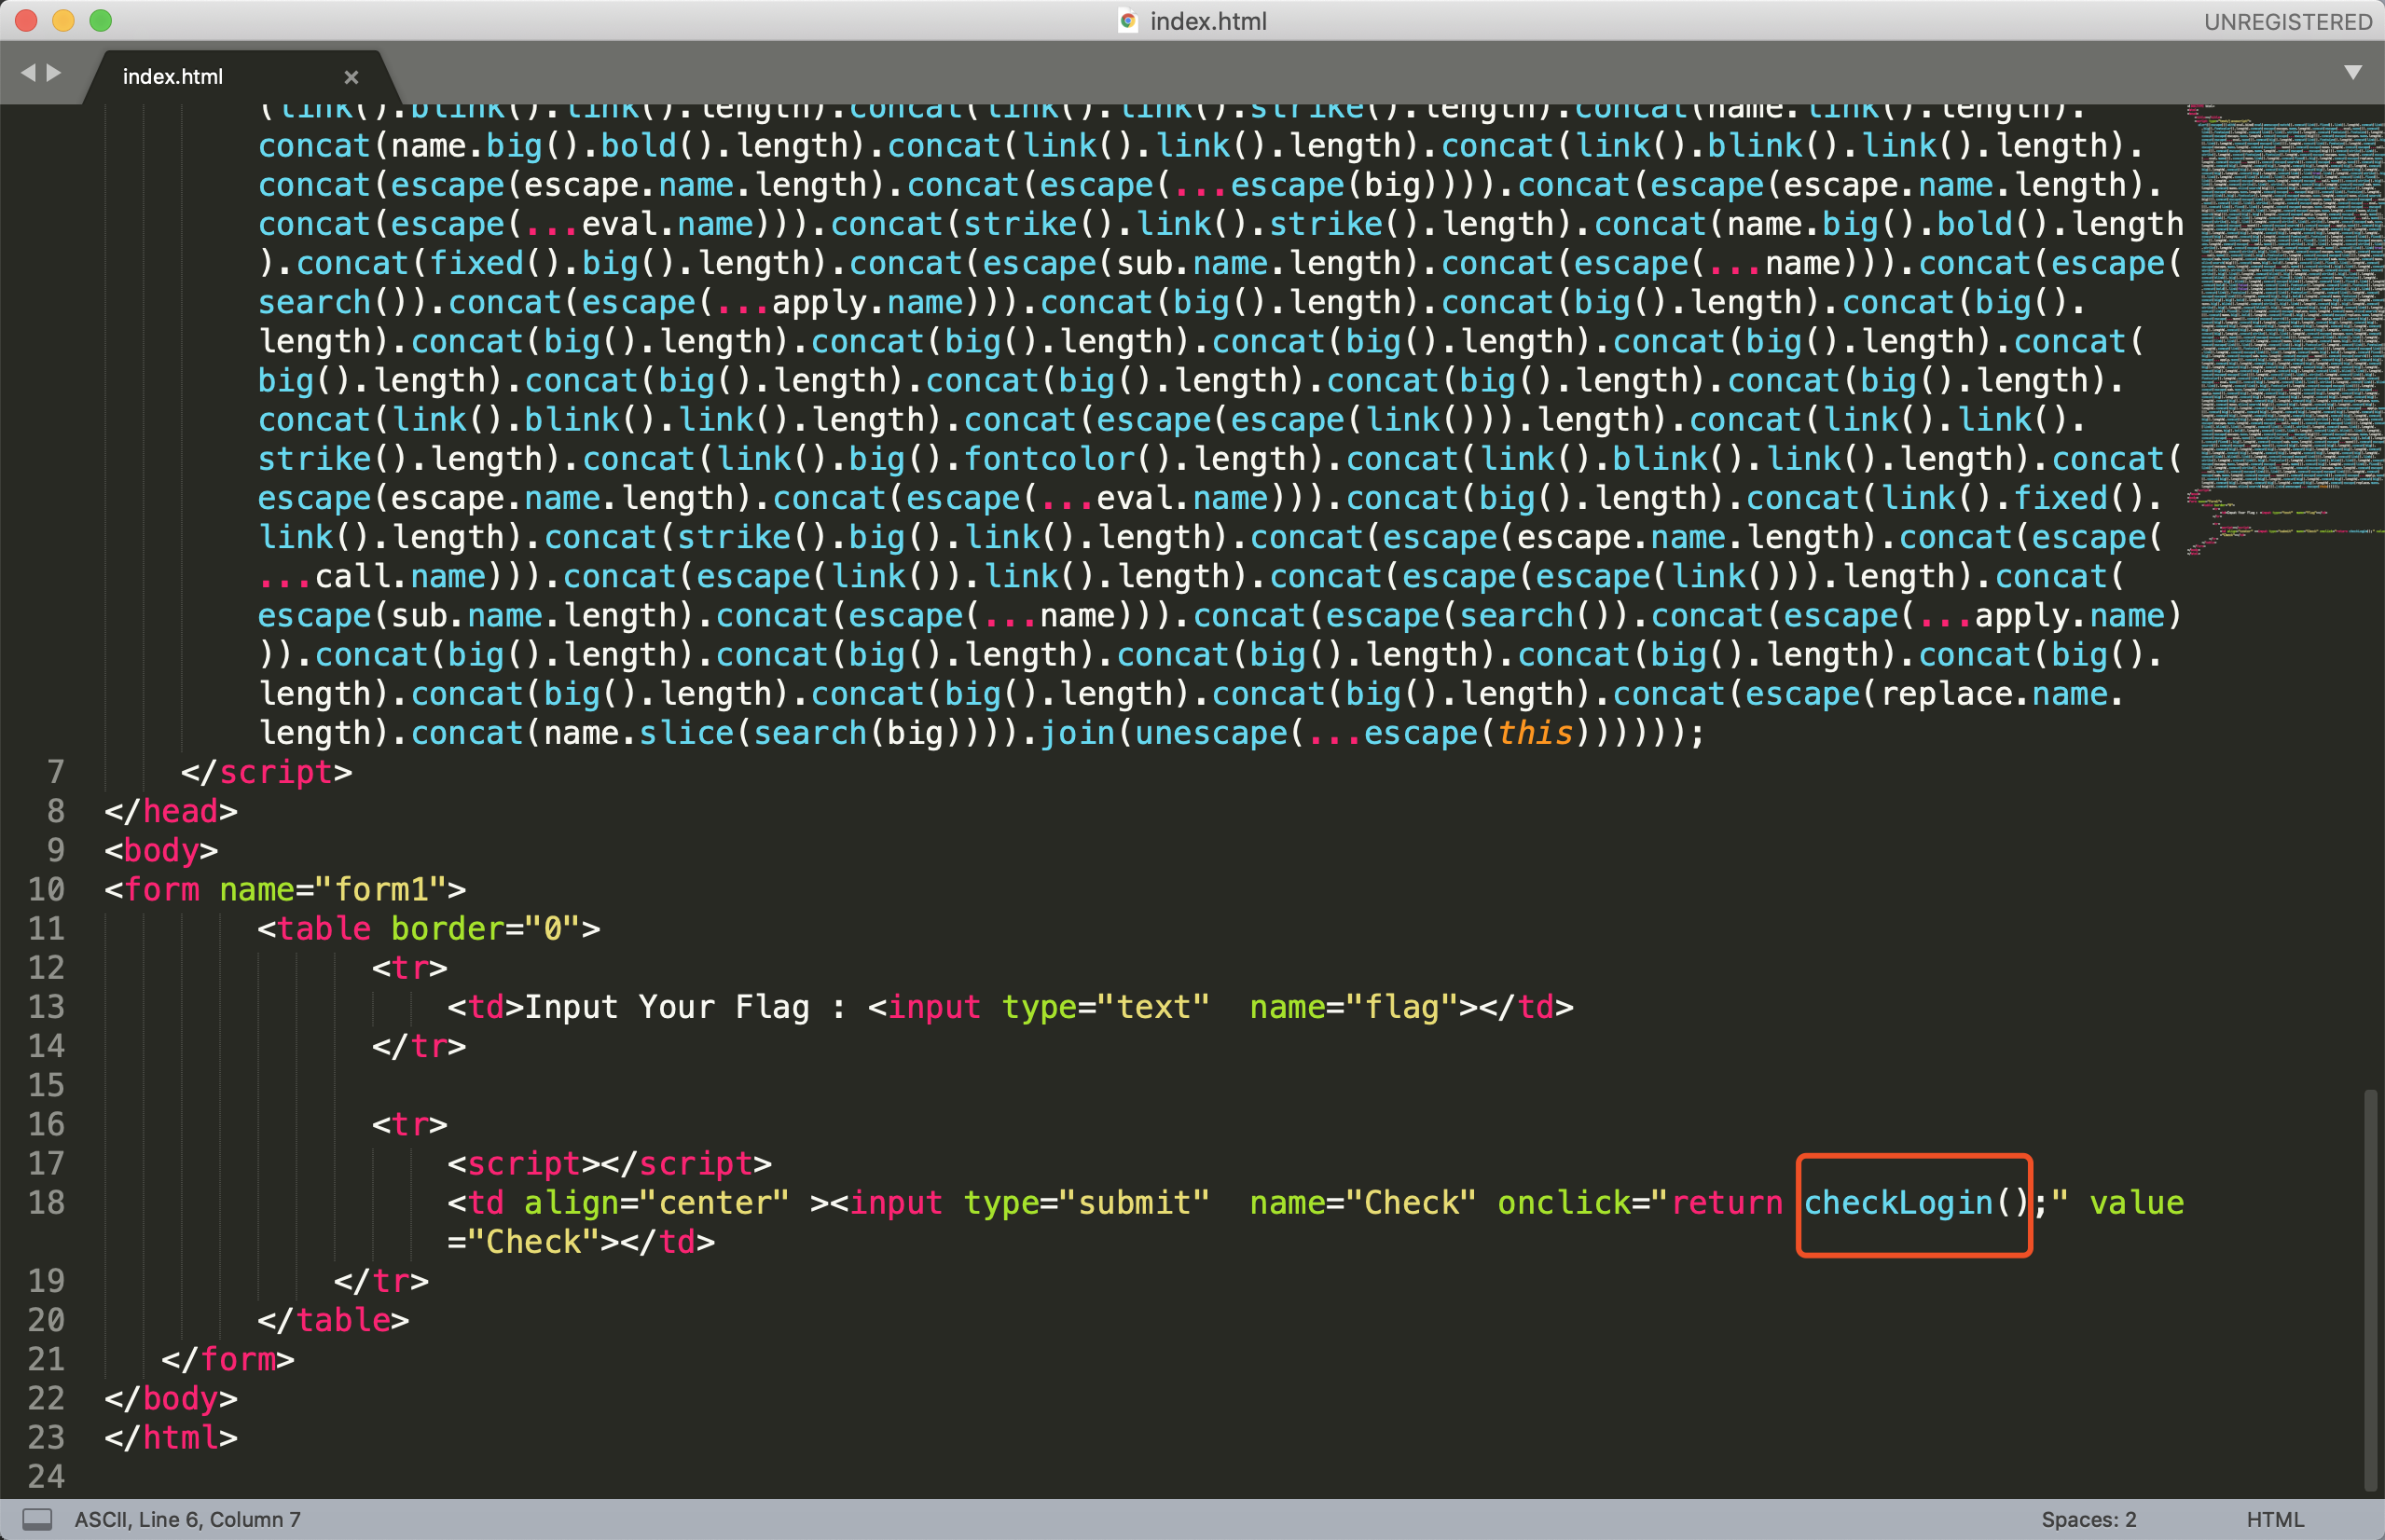 index.html
UNREGISTERED
index.html ×
(link().blink().link().length).concat(link().link().strike().length).concat(name.link().length).
concat(name.big().bold().length).concat(link().link().length).concat(link().blink().link().length).
concat(escape(escape.name.length).concat(escape(...escape(big)))).concat(escape(escape.name.length).
concat(escape(...eval.name))).concat(strike().link().strike().length).concat(name.big().bold().length
).concat(fixed().big().length).concat(escape(sub.name.length).concat(escape(...name))).concat(escape(
search()).concat(escape(...apply.name))).concat(big().length).concat(big().length).concat(big().
length).concat(big().length).concat(big().length).concat(big().length).concat(big().length).concat(
big().length).concat(big().length).concat(big().length).concat(big().length).concat(big().length).
concat(link().blink().link().length).concat(escape(escape(link())).length).concat(link().link().
strike().length).concat(link().big().fontcolor().length).concat(link().blink().link().length).concat(
escape(escape.name.length).concat(escape(...eval.name))).concat(big().length).concat(link().fixed().
link().length).concat(strike().big().link().length).concat(escape(escape.name.length).concat(escape(
...call.name))).concat(escape(link()).link().length).concat(escape(escape(link())).length).concat(
escape(sub.name.length).concat(escape(...name))).concat(escape(search()).concat(escape(...apply.name)
)).concat(big().length).concat(big().length).concat(big().length).concat(big().length).concat(big().
length).concat(big().length).concat(big().length).concat(big().length).concat(escape(replace.name.
length).concat(name.slice(search(big)))).join(unescape(...escape(this))))));
7 </script>
8 </head>
9 <body>
10 <form name="form1">
11 <table border="0">
12 <tr>
13 <td>Input Your Flag : <input type="text"  name="flag"></td>
14 </tr>
15
16 <tr>
17 <script></script>
18 <td align="center" ><input type="submit"  name="Check" onclick="return checkLogin();" value
="Check"></td>
19 </tr>
20 </table>
21 </form>
22 </body>
23 </html>
24
ASCII, Line 6, Column 7
Spaces: 2
HTML